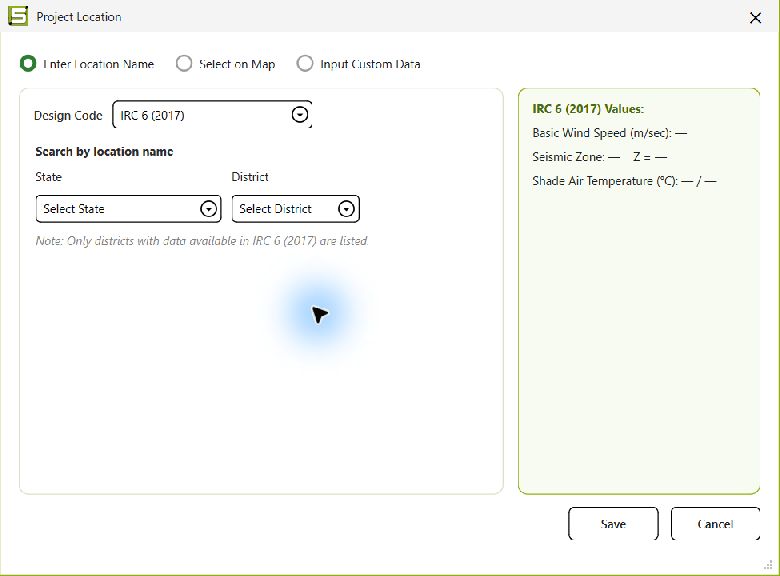 Project Location
Enter Location Name Select on Map Input Custom Data
Design Code IRC 6 (2017)
Search by location name
State District
Select State Select District
Note: Only districts with data available in IRC 6 (2017) are listed.
IRC 6 (2017) Values:
Basic Wind Speed (m/sec): —
Seismic Zone: — Z = —
Shade Air Temperature (°C): — / —
Save Cancel